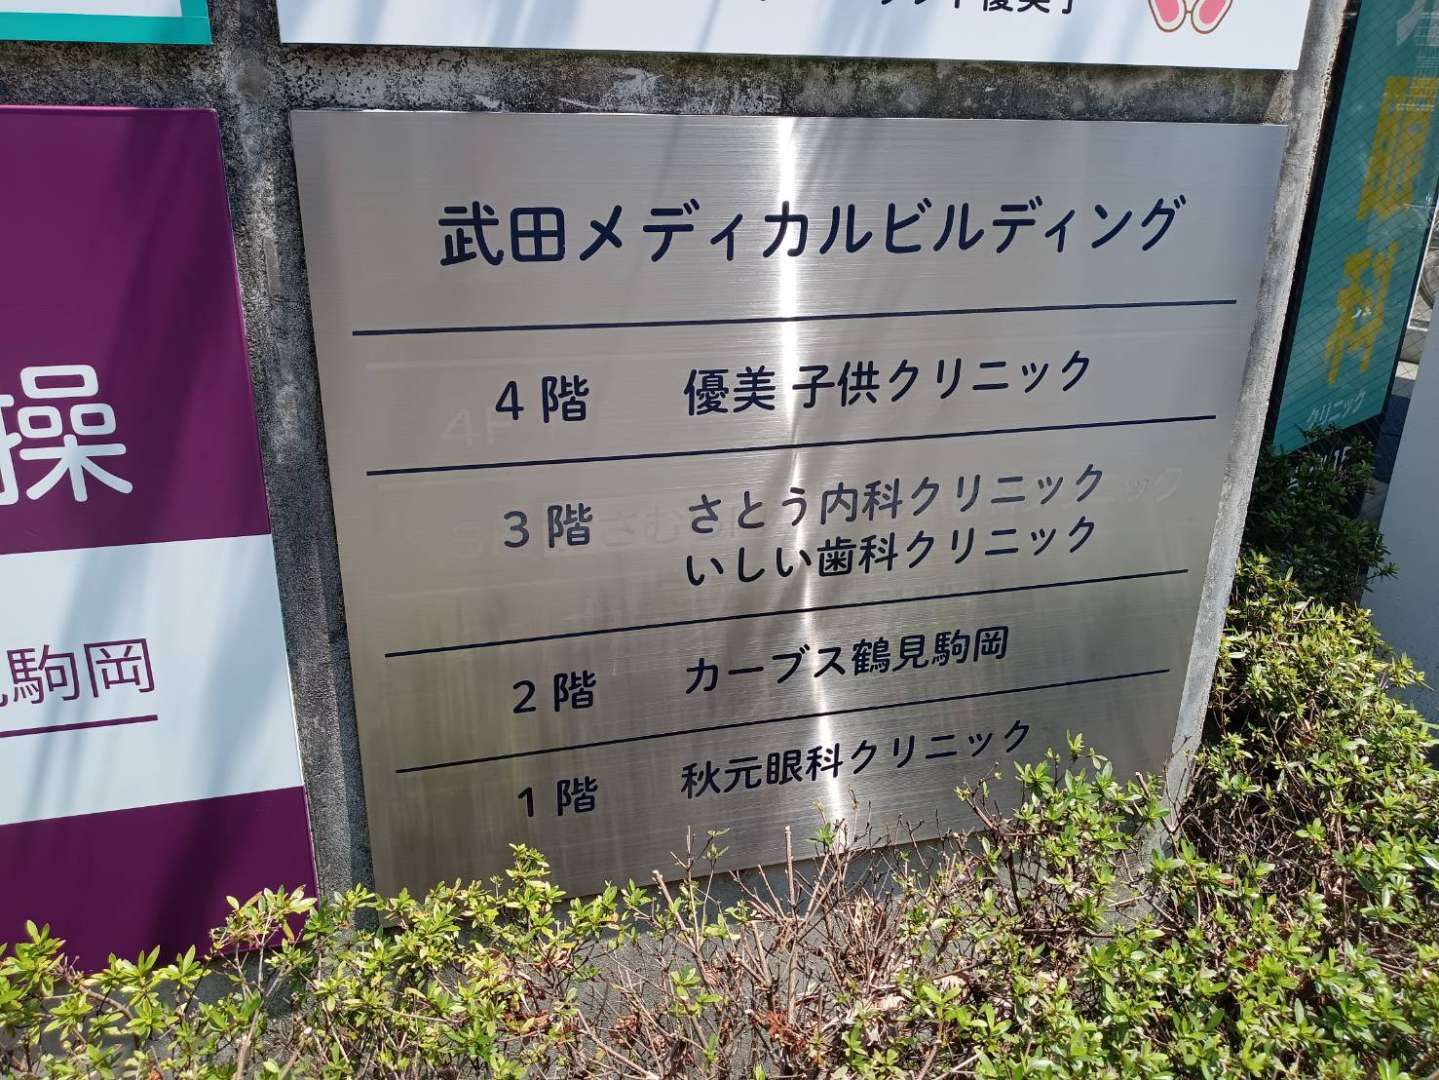 優美子
武田メディカルビルディング
4階 優美 子供クリニック
3階 さとう内科クリニック
いしい歯科クリニック
2階 カーブス鶴見駒岡
1階 秋元眼科クリニック
操
駒岡
眼科
クリニック